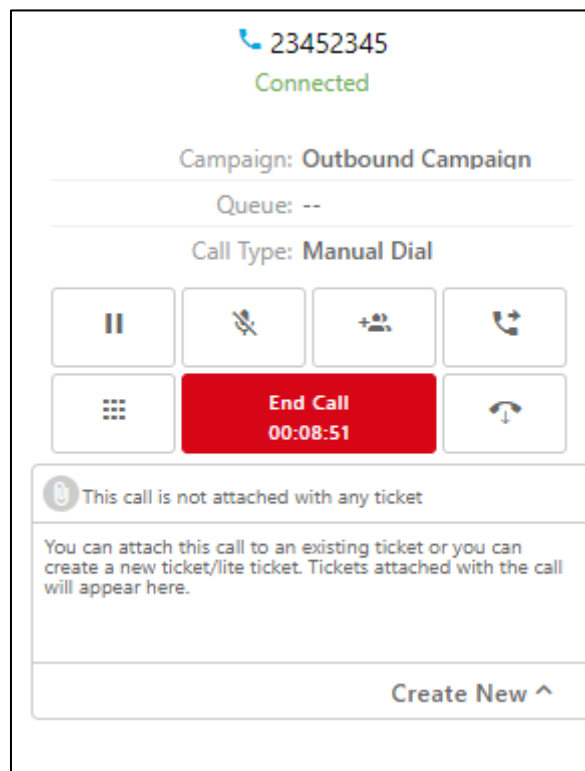 23452345
Connected
Campaign: Outbound Campaign
Queue: --
Call Type: Manual Dial
End Call
00:08:51
This call is not attached with any ticket
You can attach this call to an existing ticket or you can
create a new ticket/lite ticket. Tickets attached with the call
will appear here.
Create New